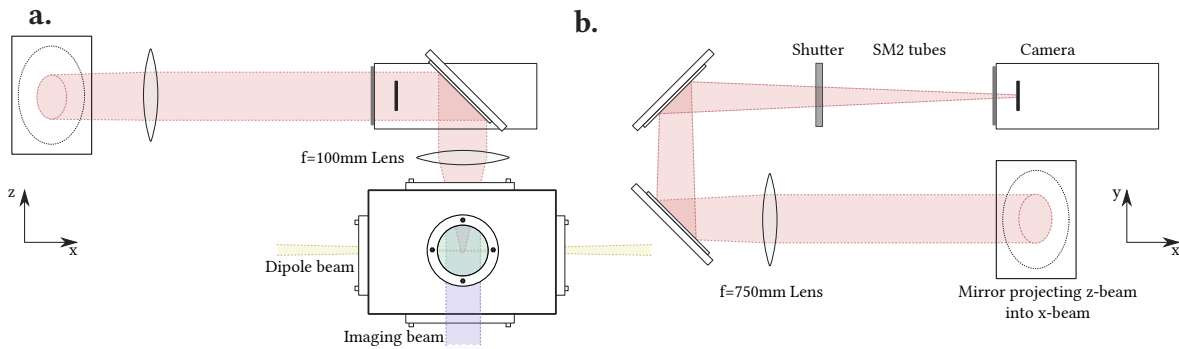 a.
f=100mm Lens
z
x
Dipole beam
Imaging beam
b.
Shutter
SM2 tubes
Camera
y
x
f=750mm Lens
Mirror projecting z-beam
into x-beam